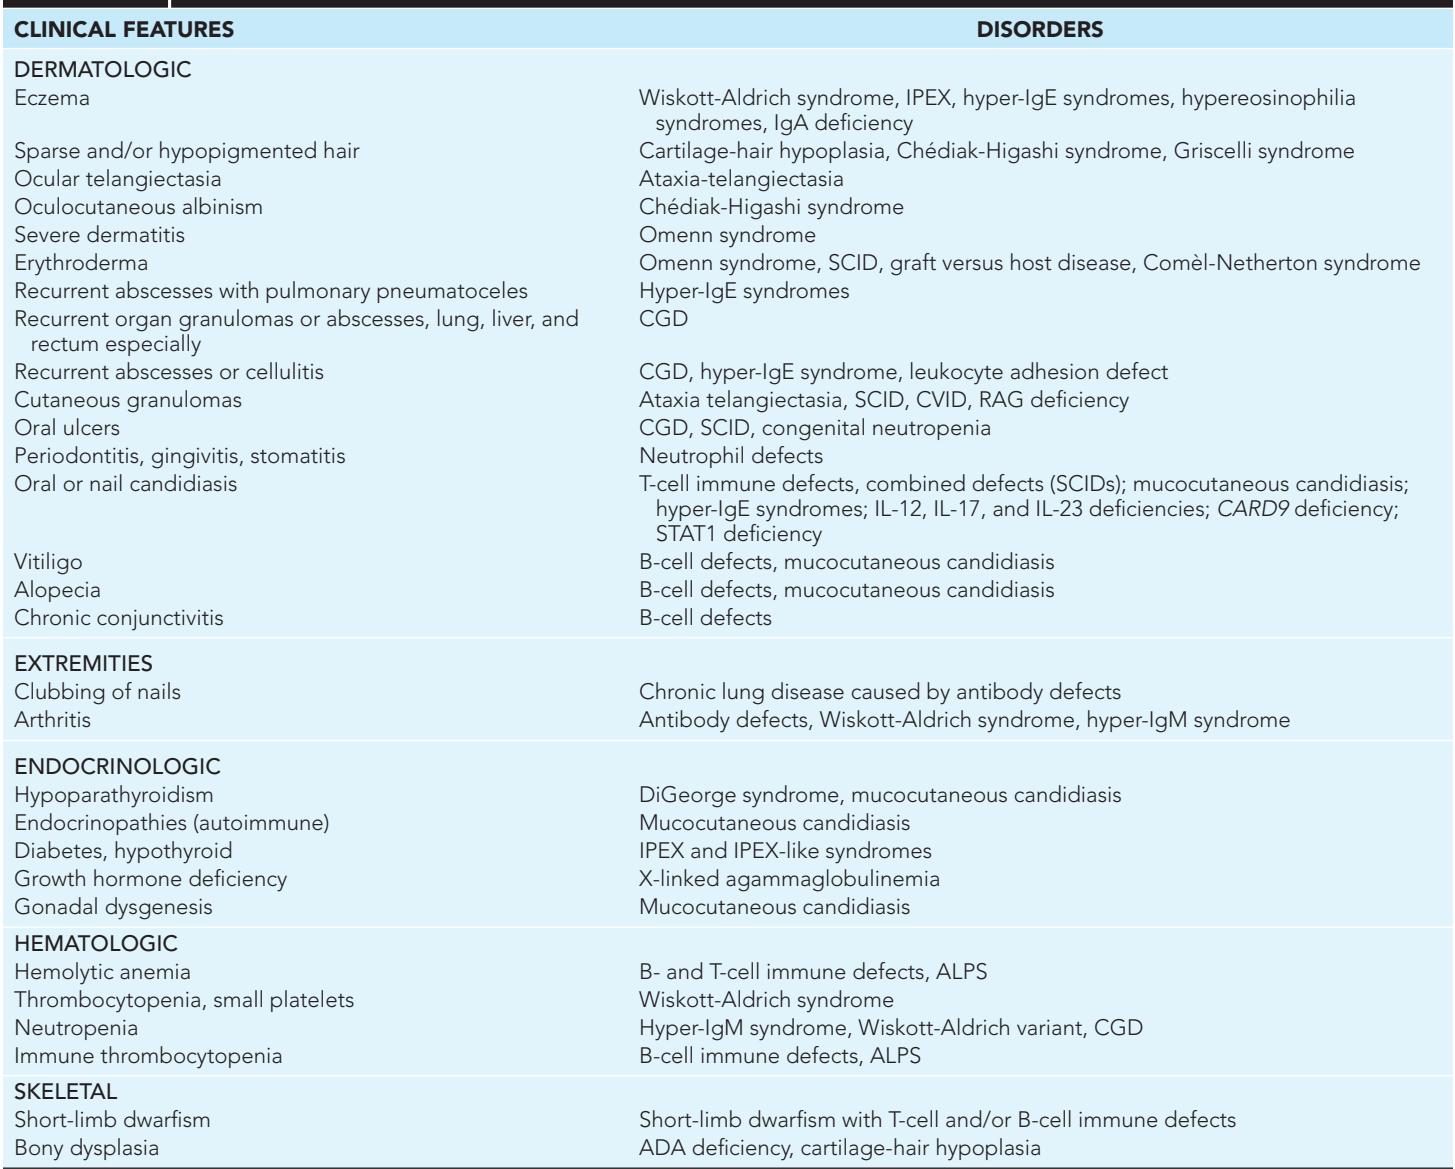 CLINICAL FEATURES DISORDERS
DERMATOLOGIC
Eczema Wiskott-Aldrich syndrome, IPEX, hyper-IgE syndromes, hypereosinophilia
syndromes, IgA deficiency
Sparse and/or hypopigmented hair Cartilage-hair hypoplasia, Chédiak-Higashi syndrome, Griscelli syndrome
Ocular telangiectasia Ataxia-telangiectasia
Oculocutaneous albinism Chédiak-Higashi syndrome
Severe dermatitis Omenn syndrome
Erythroderma Omenn syndrome, SCID, graft versus host disease, Comèl-Netherton syndrome
Recurrent abscesses with pulmonary pneumatoceles Hyper-IgE syndromes
Recurrent organ granulomas or abscesses, lung, liver, and CGD
rectum especially
Recurrent abscesses or cellulitis CGD, hyper-IgE syndrome, leukocyte adhesion defect
Cutaneous granulomas Ataxia telangiectasia, SCID, CVID, RAG deficiency
Oral ulcers CGD, SCID, congenital neutropenia
Periodontitis, gingivitis, stomatitis Neutrophil defects
Oral or nail candidiasis T-cell immune defects, combined defects (SCIDs); mucocutaneous candidiasis;
hyper-IgE syndromes; IL-12, IL-17, and IL-23 deficiencies; CARD9 deficiency;
STAT1 deficiency
Vitiligo B-cell defects, mucocutaneous candidiasis
Alopecia B-cell defects, mucocutaneous candidiasis
Chronic conjunctivitis B-cell defects
EXTREMITIES
Clubbing of nails Chronic lung disease caused by antibody defects
Arthritis Antibody defects, Wiskott-Aldrich syndrome, hyper-IgM syndrome
ENDOCRINOLOGIC
Hypoparathyroidism DiGeorge syndrome, mucocutaneous candidiasis
Endocrinopathies (autoimmune) Mucocutaneous candidiasis
Diabetes, hypothyroid IPEX and IPEX-like syndromes
Growth hormone deficiency X-linked agammaglobulinemia
Gonadal dysgenesis Mucocutaneous candidiasis
HEMATOLOGIC
Hemolytic anemia B- and T-cell immune defects, ALPS
Thrombocytopenia, small platelets Wiskott-Aldrich syndrome
Neutropenia Hyper-IgM syndrome, Wiskott-Aldrich variant, CGD
Immune thrombocytopenia B-cell immune defects, ALPS
SKELETAL
Short-limb dwarfism Short-limb dwarfism with T-cell and/or B-cell immune defects
Bony dysplasia ADA deficiency, cartilage-hair hypoplasia